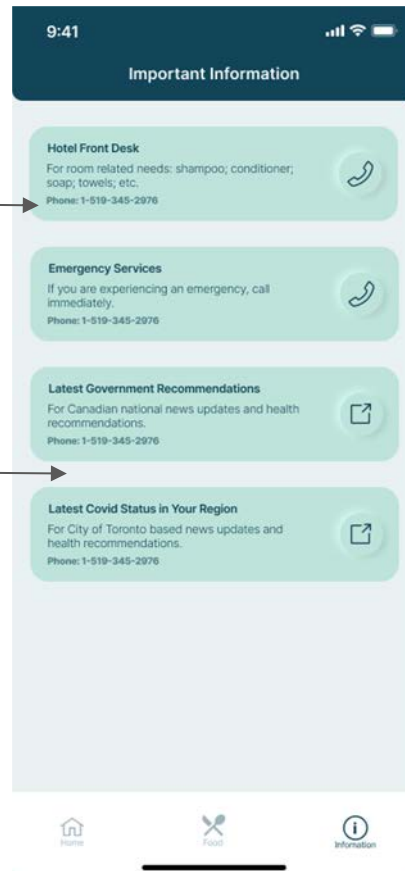 9:41
Important Information
Hotel Front Desk
For room related needs: shampoo; conditioner;
soap; towels; etc.
Phone: 1-519-345-2976
Emergency Services
If you are experiencing an emergency, call
immediately.
Phone: 1-519-345-2976
Latest Government Recommendations
For Canadian national news updates and health
recommendations.
Phone: 1-519-345-2976
Latest Covid Status in Your Region
For City of Toronto based news updates and
health recommendations.
Phone: 1-519-345-2976
Home
Food
Information